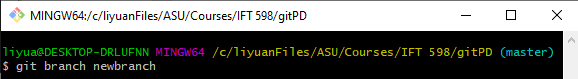 MINGW64:/c/liyuanFiles/ASU/Courses/IFT 598/gitPD
liyua@DESKTOP-DRLUFNN MINGW64 /c/liyuanFiles/ASU/Courses/IFT 598/gitPD (master)
$ git branch newbranch